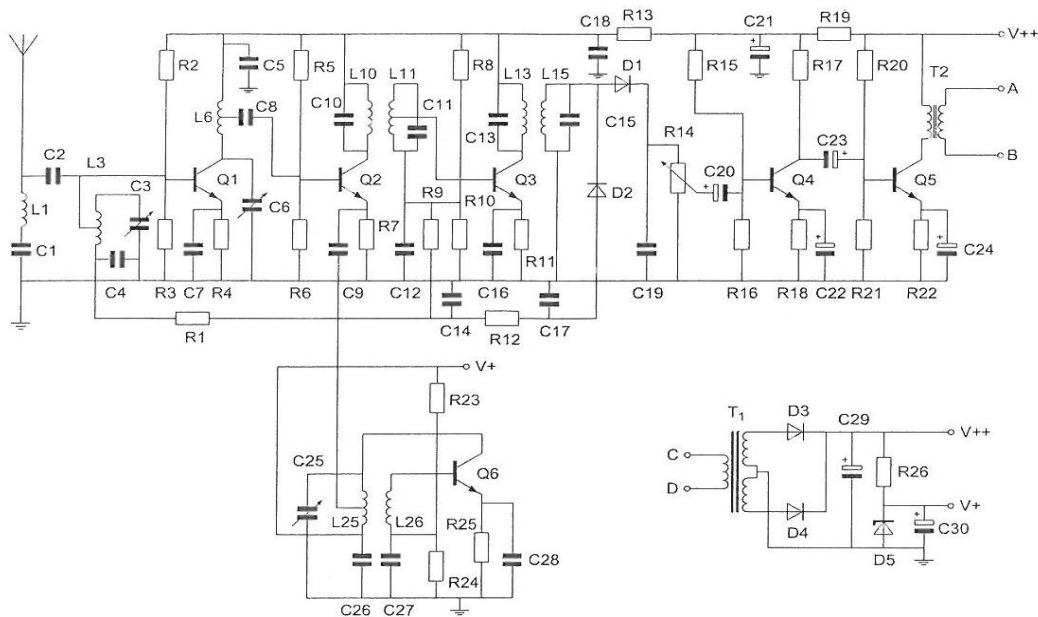 C18 R13 C21 R19
V++
R2 C5 R5 L10 L11 R8 L13 L15 D1 R15 R17 R20 T2
A
L6 C8 C10 C11 C13 C15 R14 C23
C2 L3 B
C3 Q1 Q2 Q3 C20 Q4 Q5
L1 C6 R7 R9 R10 D2
C1 R11 C24
C4 R3 C7 R4 R6 C9 C12 C16 C19 R16 R18 C22 R21 R22
R1 C14 R12 C17
V+
R23
T1 D3 C29
V++
C25 Q6 C R26
D
L25 L26 R25 V+
C28 D4 D5 C30
R24
C26 C27